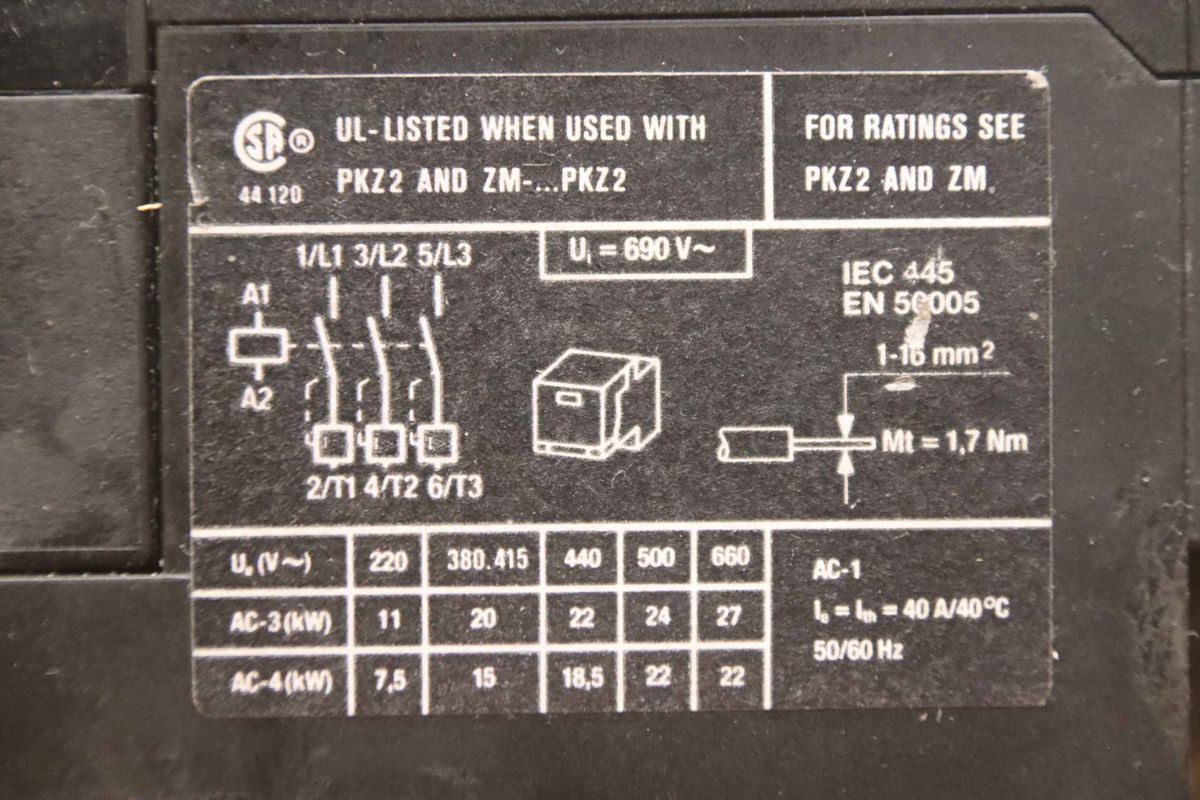 SA ®
44 120
UL-LISTED WHEN USED WITH
PKZ2 AND ZM-...PKZ2
FOR RATINGS SEE
PKZ2 AND ZM.
1/L1 3/L2 5/L3
A1
A2
2/T1 4/T2 6/T3
Ui = 690 V~
IEC 445
EN 50005
1-16 mm²
Mt = 1,7 Nm
Ue (V~) 220 380.415 440 500 660
AC-3 (kW) 11 20 22 24 27
AC-4 (kW) 7,5 15 18,5 22 22
AC-1
Ie = Ith = 40 A/40°C
50/60 Hz